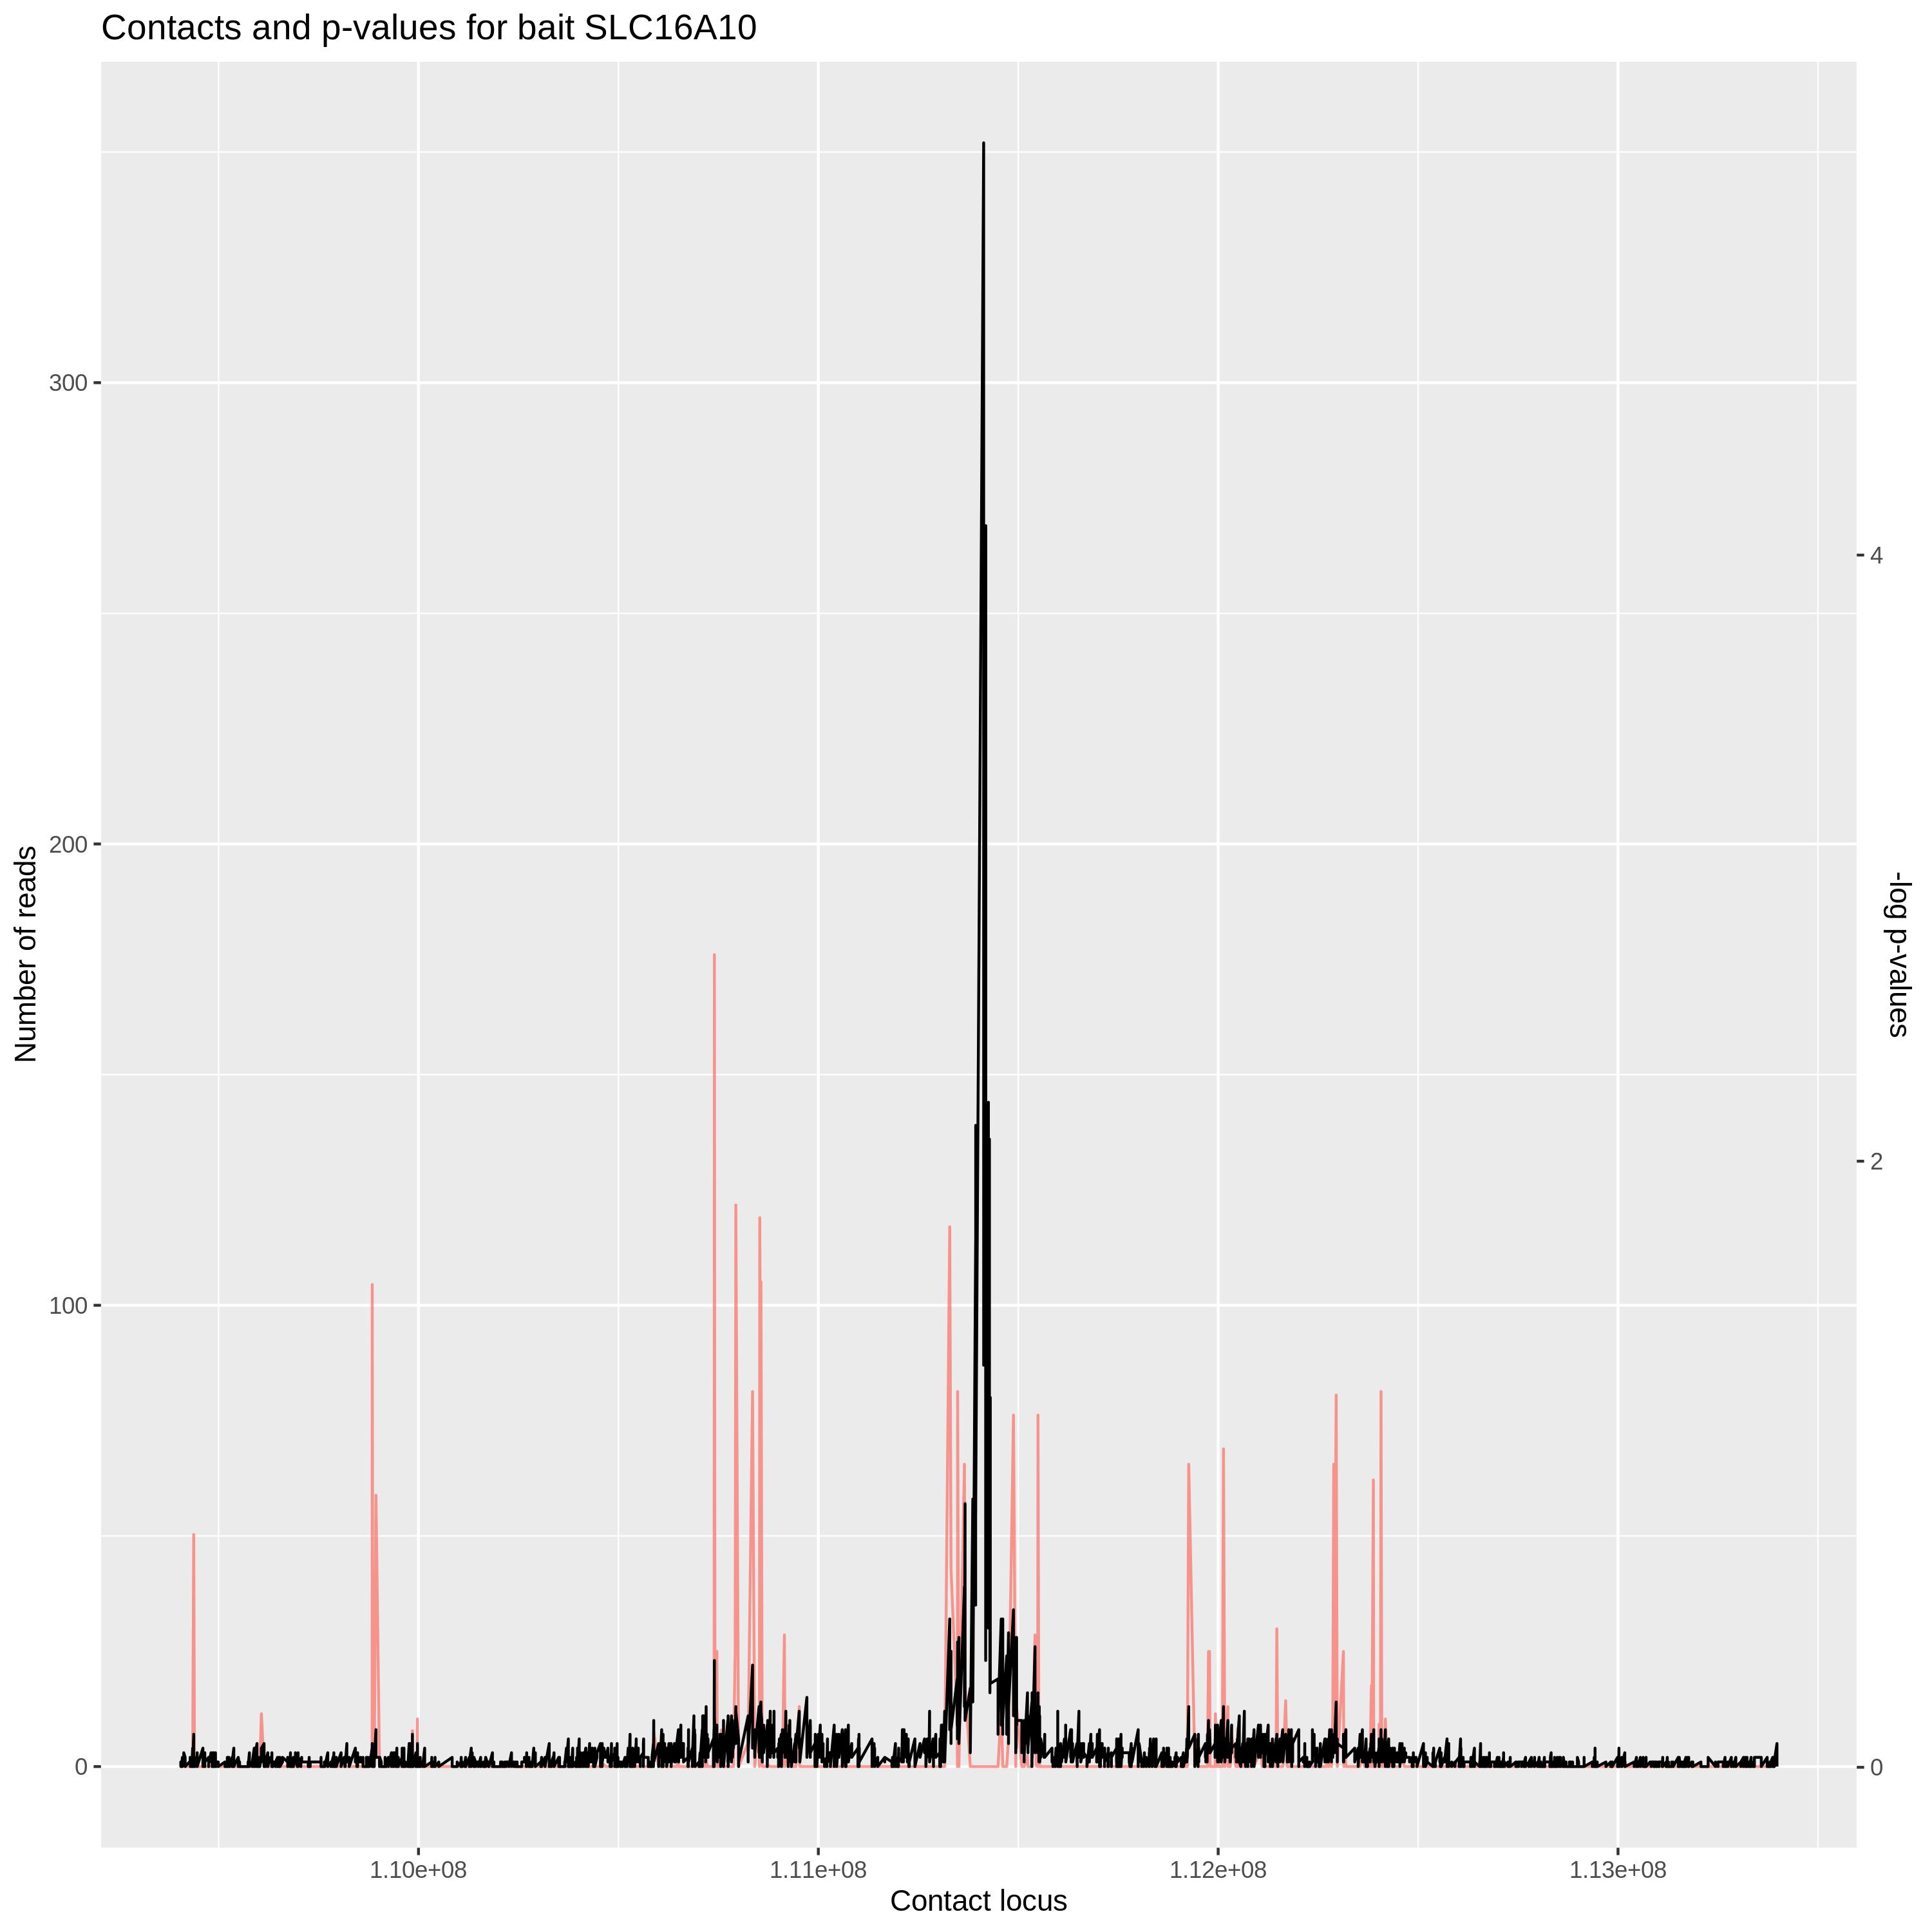 Contacts and p-values for bait SLC16A10
Number of reads
300
200
100
0
4
2
0
-log p-values
1.10e+08
1.11e+08
1.12e+08
1.13e+08
Contact locus